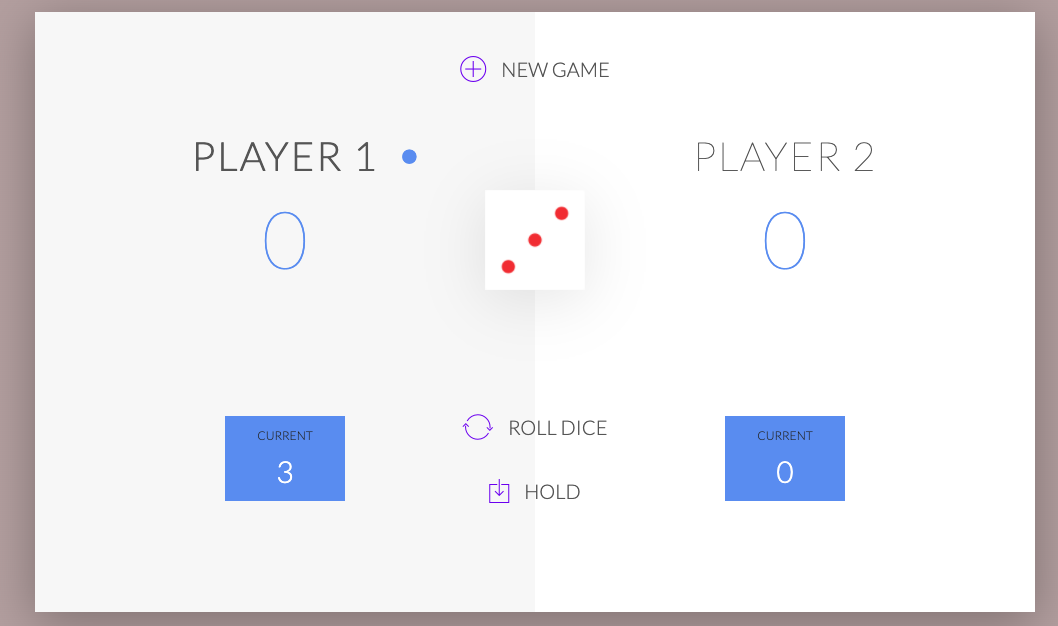 NEW GAME
PLAYER 1
0
PLAYER 2
0
CURRENT
3
ROLL DICE
HOLD
CURRENT
0